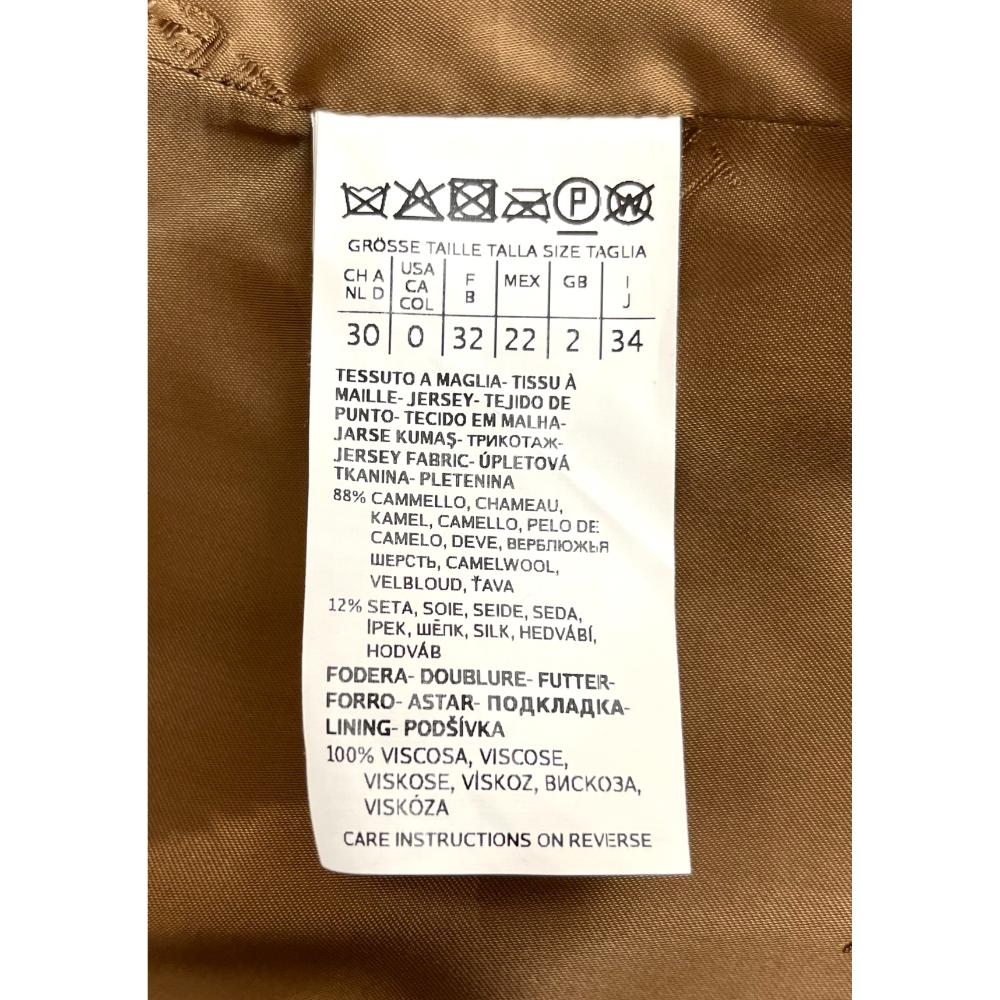 P W
GRÖSSE TAILLE TALLA SIZE TAGLIA
CH A NL D USA CA COL F B MEX GB I J
30 0 32 22 2 34
TESSUTO A MAGLIA- TISSU À
MAILLE- JERSEY- TEJIDO DE
PUNTO- TECIDO EM MALHA-
JARSE KUMAŞ- ТРИКОТАЖ-
JERSEY FABRIC- ÚPLETOVÁ
TKANINA- PLETENINA
88% CAMMELLO, CHAMEAU,
KAMEL, CAMELLO, PELO DE
CAMELO, DEVE, ВЕРБЛЮЖЬЯ
ШЕРСТЬ, CAMELWOOL,
VELBLOUD, ŤAVA
12% SETA, SOIE, SEIDE, SEDA,
İPEK, ШЁЛК, SILK, HEDVÁBÍ,
HODVÁB
FODERA- DOUBLURE- FUTTER-
FORRO- ASTAR- ПОДКЛАДКА-
LINING- PODŠÍVKA
100% VISCOSA, VISCOSE,
VISKOSE, VİSKOZ, ВИСКОЗА,
VISKÓZA
CARE INSTRUCTIONS ON REVERSE